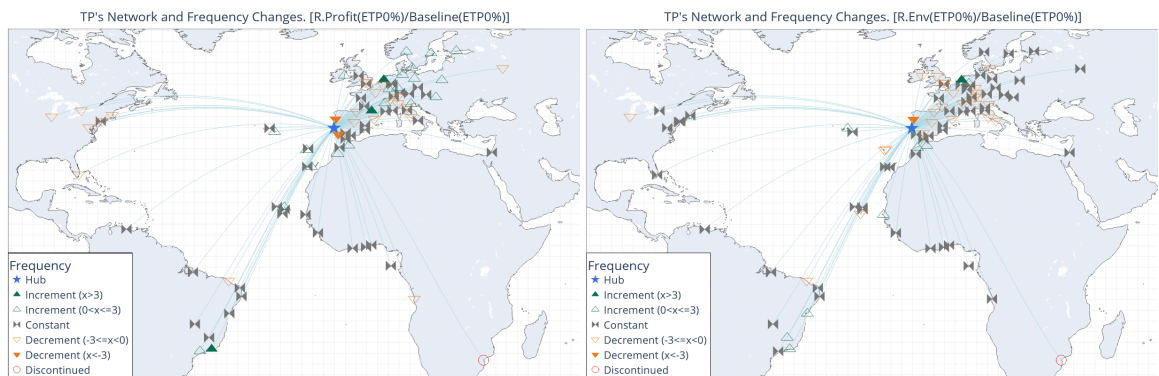 TP's Network and Frequency Changes. [R.Profit(ETP0%)/Baseline(ETP0%)]
Frequency
Hub
Increment (x>3)
Increment (0<x<=3)
Constant
Decrement (-3<=x<0)
Decrement (x<-3)
Discontinued
TP's Network and Frequency Changes. [R.Env(ETP0%)/Baseline(ETP0%)]
Frequency
Hub
Increment (x>3)
Increment (0<x<=3)
Constant
Decrement (-3<=x<0)
Decrement (x<-3)
Discontinued